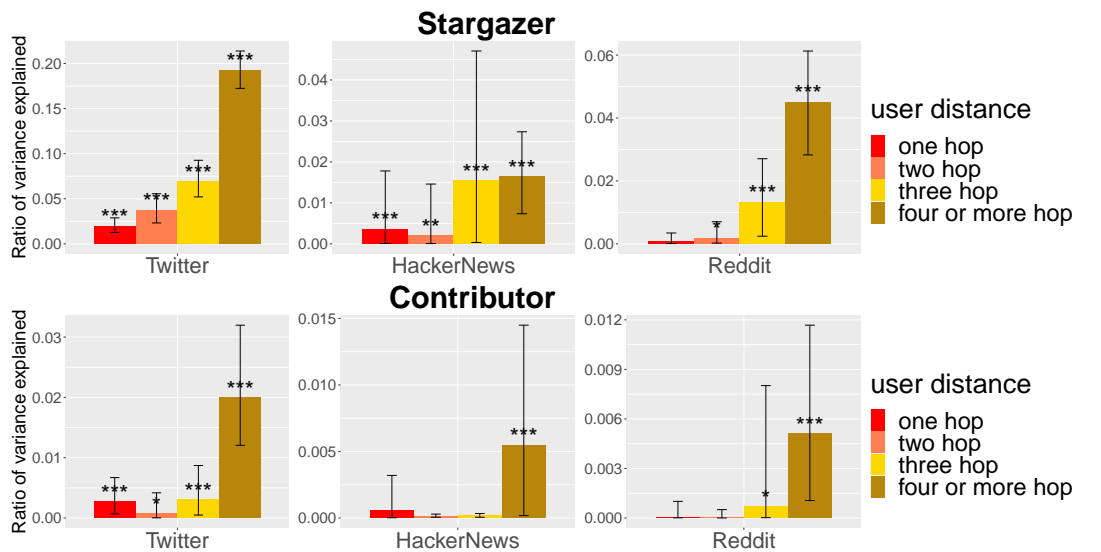 Stargazer
Ratio of variance explained
0.20
0.15
0.10
0.05
0.00
***
***
***
***
Twitter
0.04
0.03
0.02
0.01
0.00
***
**
***
***
HackerNews
0.06
0.04
0.02
0.00
*
***
***
Reddit
user distance
one hop
two hop
three hop
four or more hop
Contributor
Ratio of variance explained
0.03
0.02
0.01
0.00
***
*
***
***
Twitter
0.015
0.010
0.005
0.000
***
HackerNews
0.012
0.009
0.006
0.003
0.000
*
***
Reddit
user distance
one hop
two hop
three hop
four or more hop